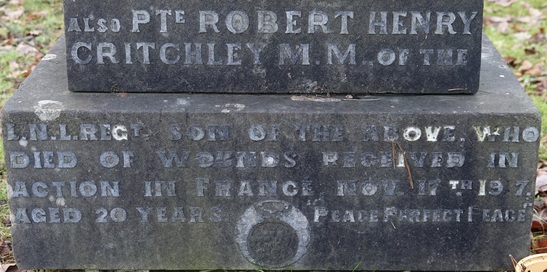 ALSO PTE ROBERT HENRY
CRITCHLEY M.M. OF THE
L.N.L. REGT. SON OF THE ABOVE, WHO
DIED OF WOUNDS RECEIVED IN
ACTION IN FRANCE NOV. 17TH 1917.
AGED 20 YEARS. PEACE PERFECT PEACE